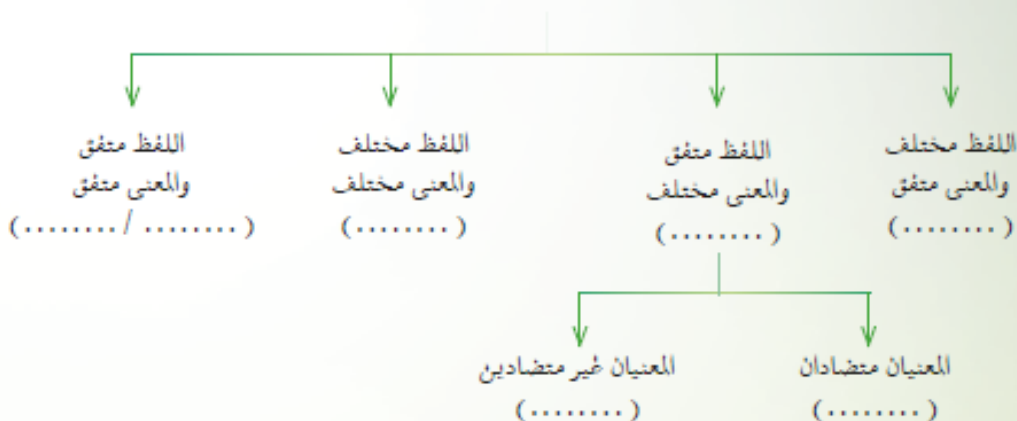 اللفظ مختلف
والمعنى متفق
(........)
اللفظ متفق
والمعنى مختلف
(........)
اللفظ مختلف
والمعنى مختلف
(........)
اللفظ متفق
والمعنى متفق
(........ / ........)
المعنيان متضادان
(........)
المعنيان غير متضادين
(........)